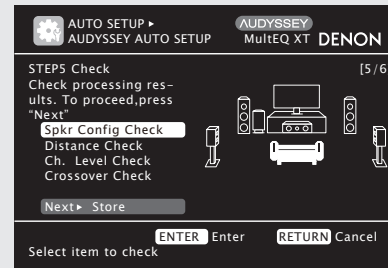 AUTO SETUP ▸
AUDYSSEY AUTO SETUP
AUDYSSEY
MultEQ XT DENON
STEP5 Check
[5/6
Check processing res-
ults. To proceed,press
“Next”
Spkr Config Check
Distance Check
Ch. Level Check
Crossover Check
Next▸ Store
ENTER Enter
RETURN Cancel
Select item to check